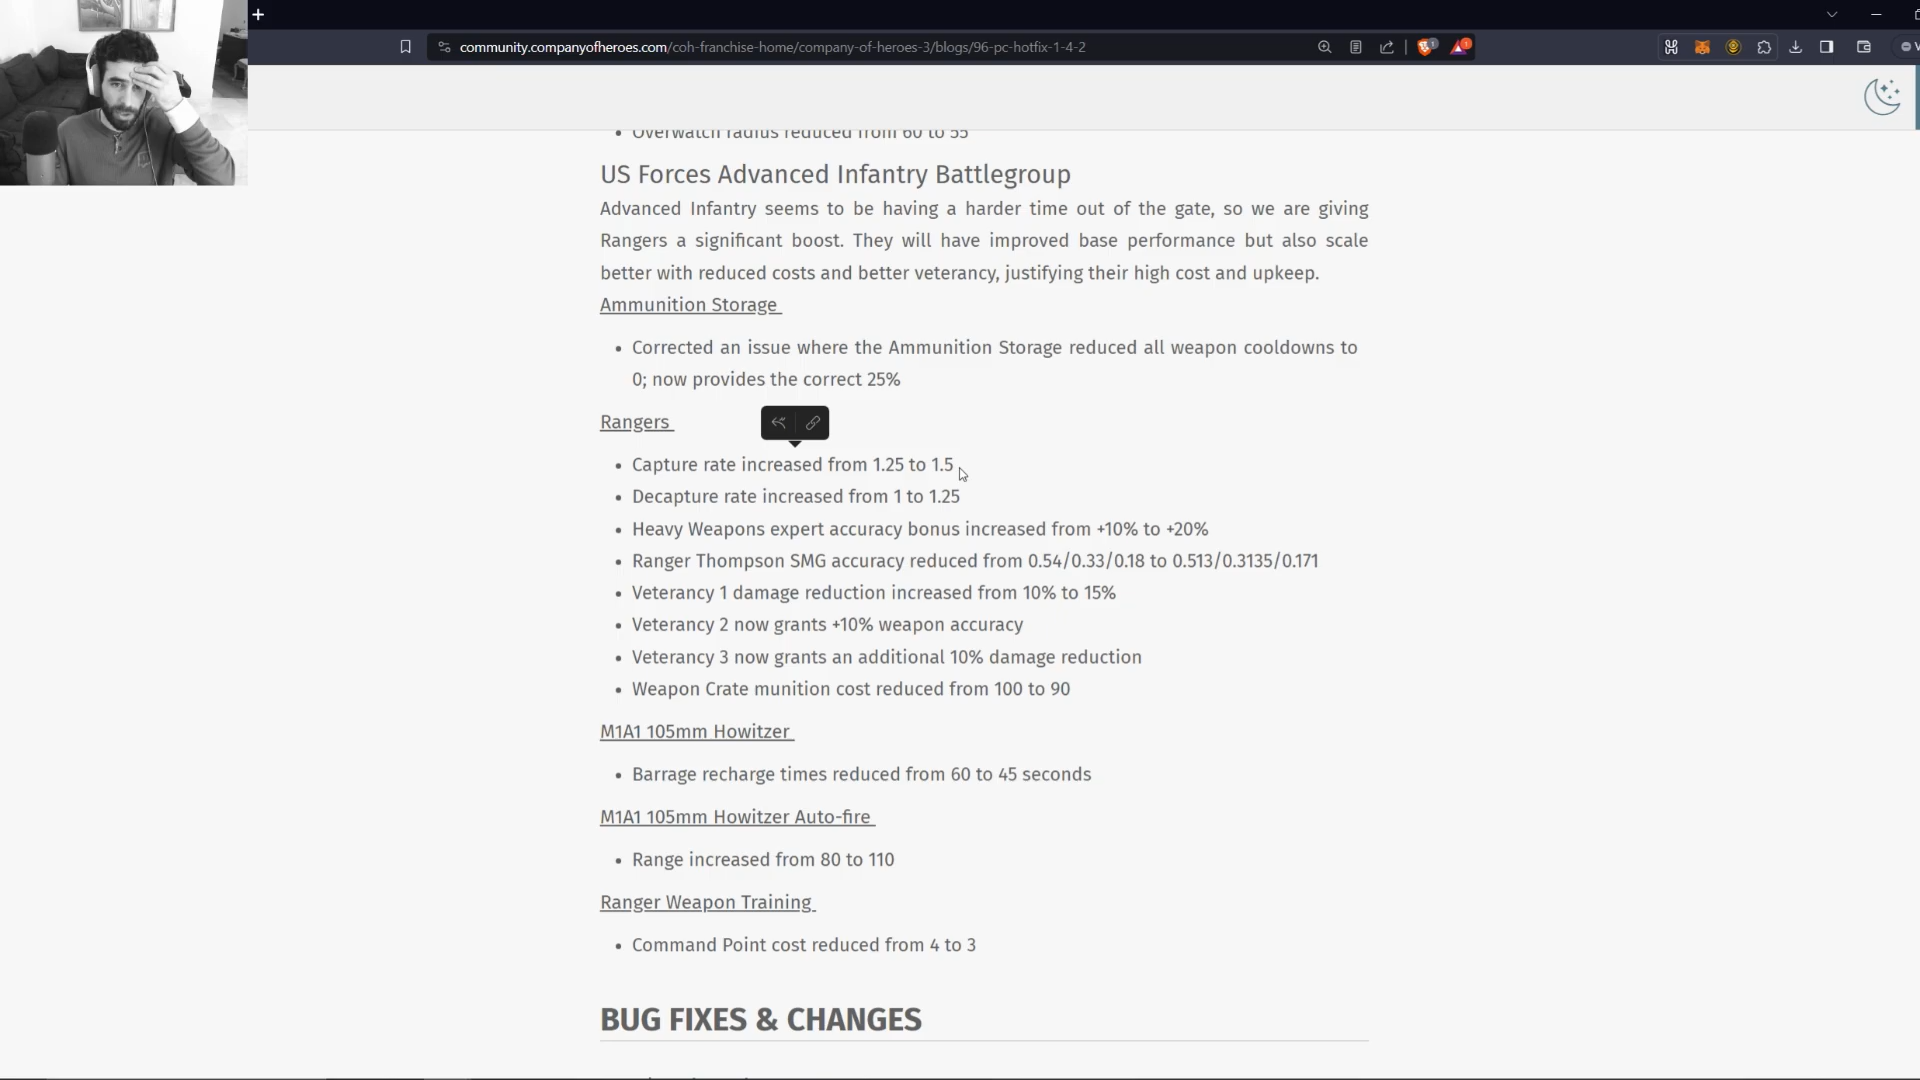 community.companyofheroes.com/coh-franchise-home/company-of-heroes-3/blogs/96-pc-hotfix-1-4-2
• Overwatch radius reduced from 60 to 55
US Forces Advanced Infantry Battlegroup
Advanced Infantry seems to be having a harder time out of the gate, so we are giving
Rangers a significant boost. They will have improved base performance but also scale
better with reduced costs and better veterancy, justifying their high cost and upkeep.
Ammunition Storage
• Corrected an issue where the Ammunition Storage reduced all weapon cooldowns to
0; now provides the correct 25%
Rangers
• Capture rate increased from 1.25 to 1.5
• Decapture rate increased from 1 to 1.25
• Heavy Weapons expert accuracy bonus increased from +10% to +20%
• Ranger Thompson SMG accuracy reduced from 0.54/0.33/0.18 to 0.513/0.3135/0.171
• Veterancy 1 damage reduction increased from 10% to 15%
• Veterancy 2 now grants +10% weapon accuracy
• Veterancy 3 now grants an additional 10% damage reduction
• Weapon Crate munition cost reduced from 100 to 90
M1A1 105mm Howitzer
• Barrage recharge times reduced from 60 to 45 seconds
M1A1 105mm Howitzer Auto-fire
• Range increased from 80 to 110
Ranger Weapon Training
• Command Point cost reduced from 4 to 3
BUG FIXES & CHANGES